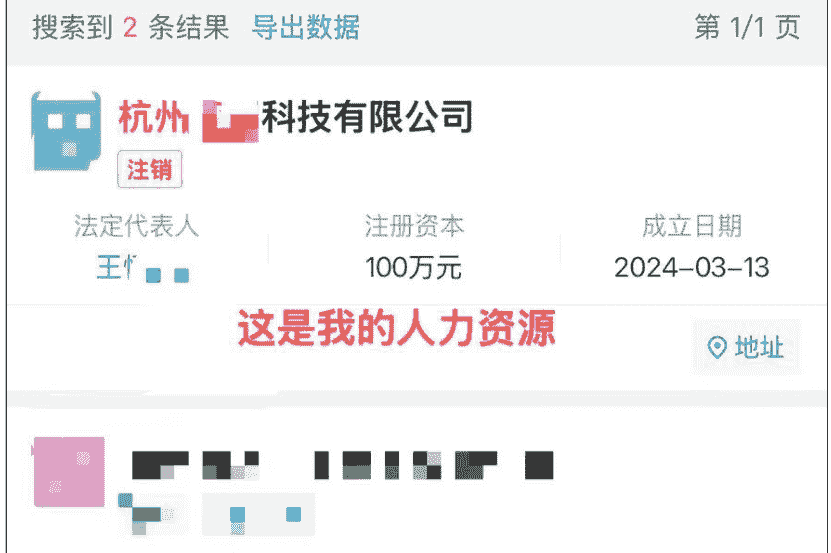 搜索到 2 条结果 导出数据 第 1/1 页
杭州 科技有限公司
注销
法定代表人 注册资本 成立日期
王 100万元 2024-03-13
这是我的人力资源
地址